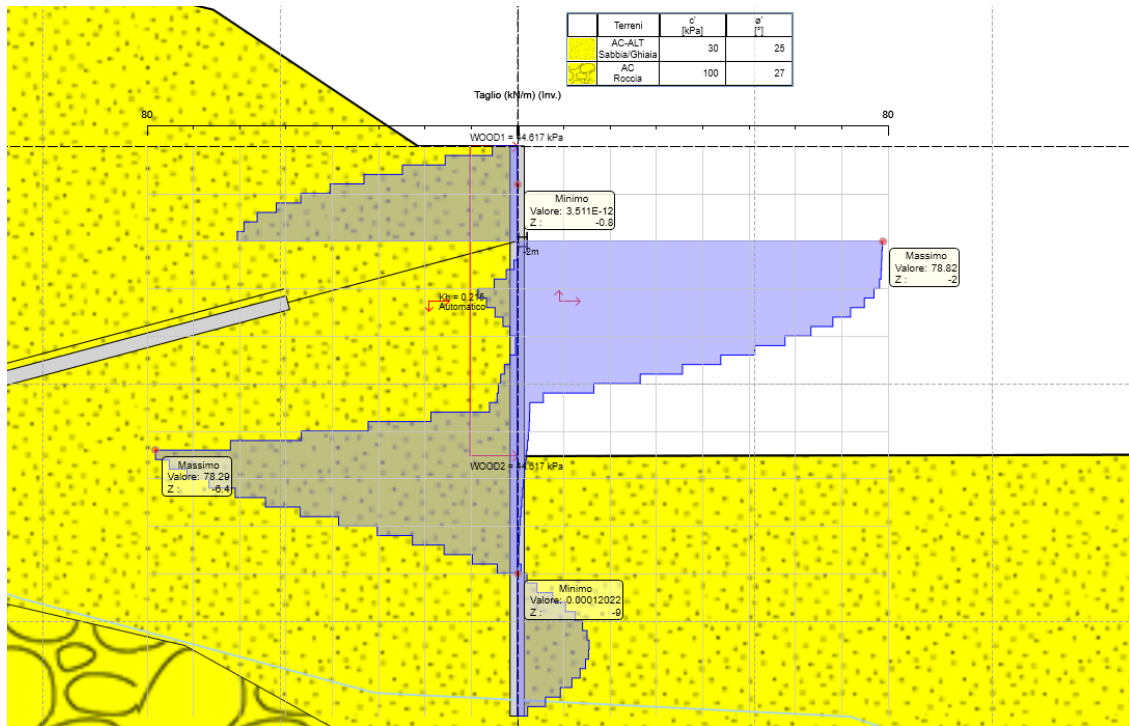 Terreni c' [kPa] ø' [°]
AC-ALT Sabbia/Ghiaia 30 25
AC Roccia 100 27
Taglio (kN/m) (Inv.)
80 80
WOOD1 = 44.617 kPa
Minimo
Valore: 3.511E-12
Z : -0.8
-2m
Massimo
Valore: 78.82
Z : -2
Kh = 0.215
Automatico
WOOD2 = 44.617 kPa
Massimo
Valore: 78.29
Z : -6.4
Minimo
Valore: 0.00012022
Z : -9